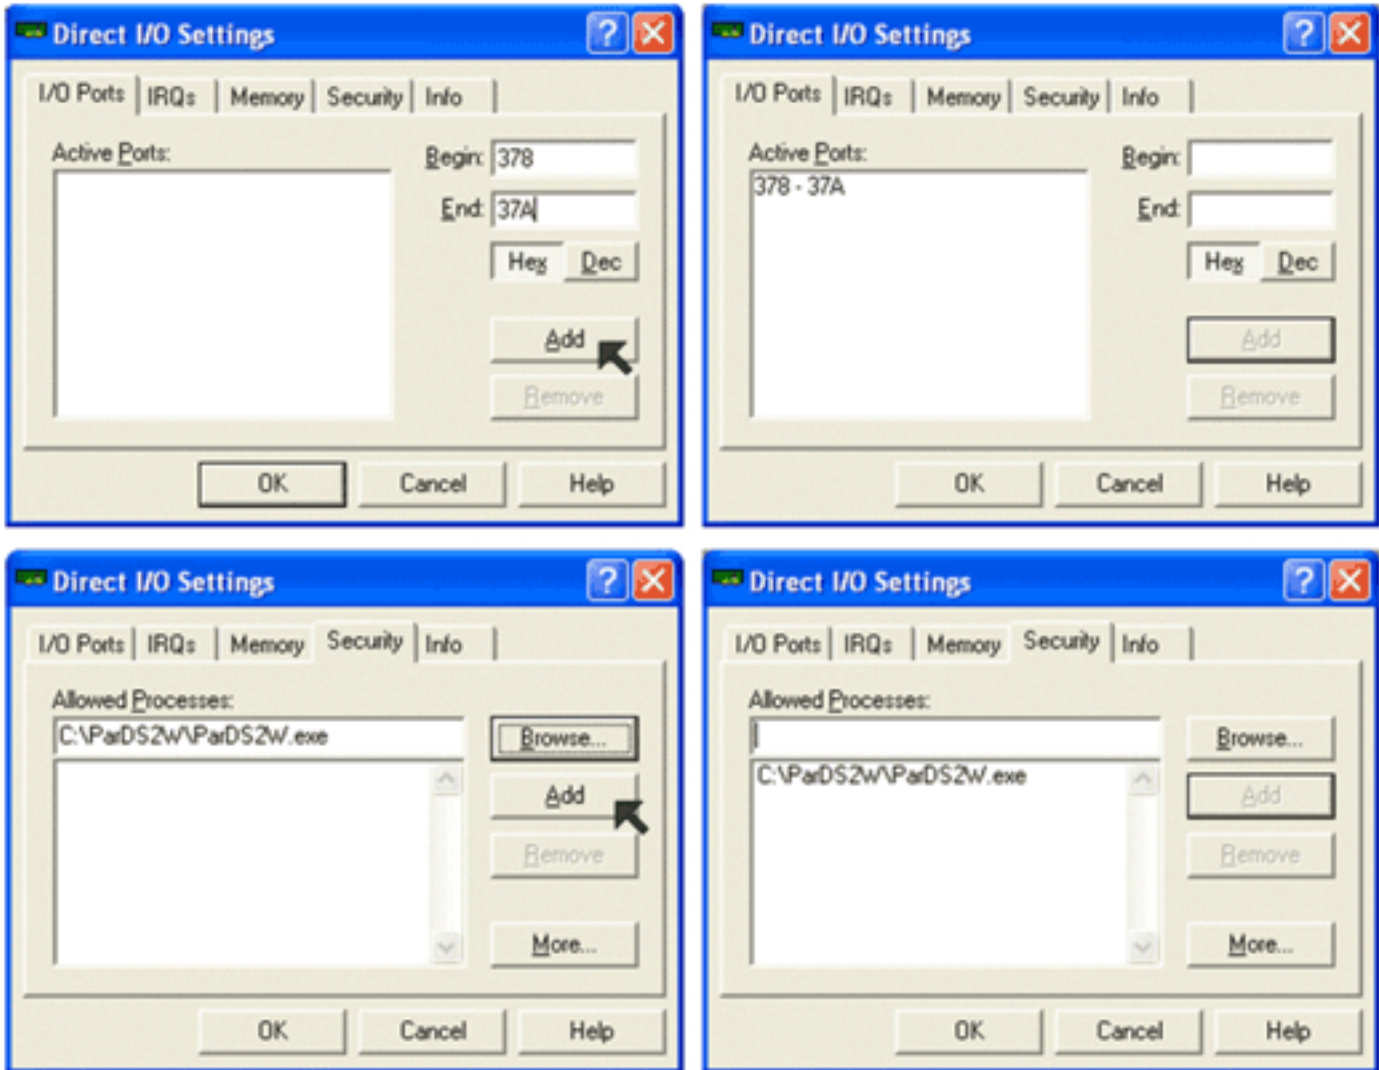 Direct I/O Settings
I/O Ports IRQs Memory Security Info
Active Ports:
Begin: 378
End: 37A
Hex Dec
Add
Remove
OK Cancel Help
Direct I/O Settings
I/O Ports IRQs Memory Security Info
Active Ports:
378 - 37A
Begin:
End:
Hex Dec
Add
Remove
OK Cancel Help
Direct I/O Settings
I/O Ports IRQs Memory Security Info
Allowed Processes:
C:\ParDS2W\ParDS2W.exe
Browse...
Add
Remove
More...
OK Cancel Help
Direct I/O Settings
I/O Ports IRQs Memory Security Info
Allowed Processes:
Browse...
C:\ParDS2W\ParDS2W.exe
Add
Remove
More...
OK Cancel Help